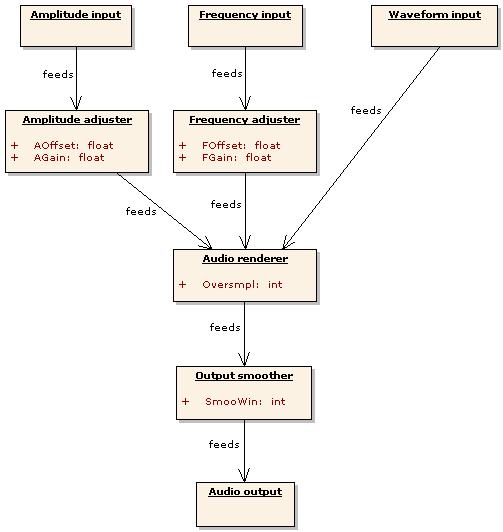 Amplitude input
Frequency input
Waveform input
feeds
feeds
feeds
Amplitude adjuster
+ AOffset: float
+ AGain: float
Frequency adjuster
+ FOffset: float
+ FGain: float
feeds
feeds
Audio renderer
+ Oversmpl: int
feeds
Output smoother
+ SmooWin: int
feeds
Audio output